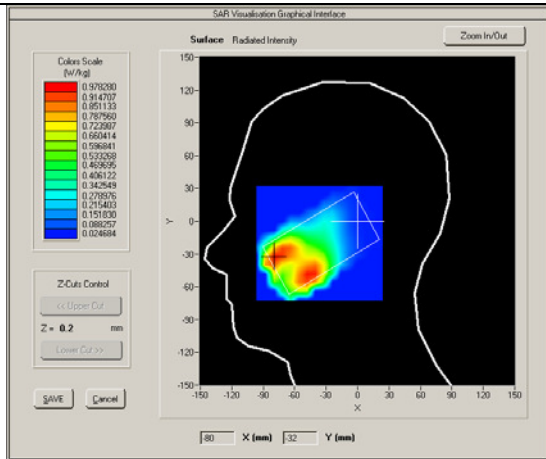 SAR Visualisation Graphical Interface
Surface Radiated Intensity
Zoom In/Out
Colors Scale
(W/kg)
0.978280
0.914707
0.851133
0.787560
0.723987
0.660414
0.596841
0.533268
0.469695
0.406122
0.342549
0.278976
0.215403
0.151830
0.088257
0.024684
Z-Cuts Control
<< Upper Cut
Z = 0.2 mm
Lower Cut >>
SAVE Cancel
150
120
90
60
30
0
-30
-60
-90
-120
-150
Y
-150 -120 -90 -60 -30 0 30 60 90 120 150
X
-80 X (mm) -32 Y (mm)